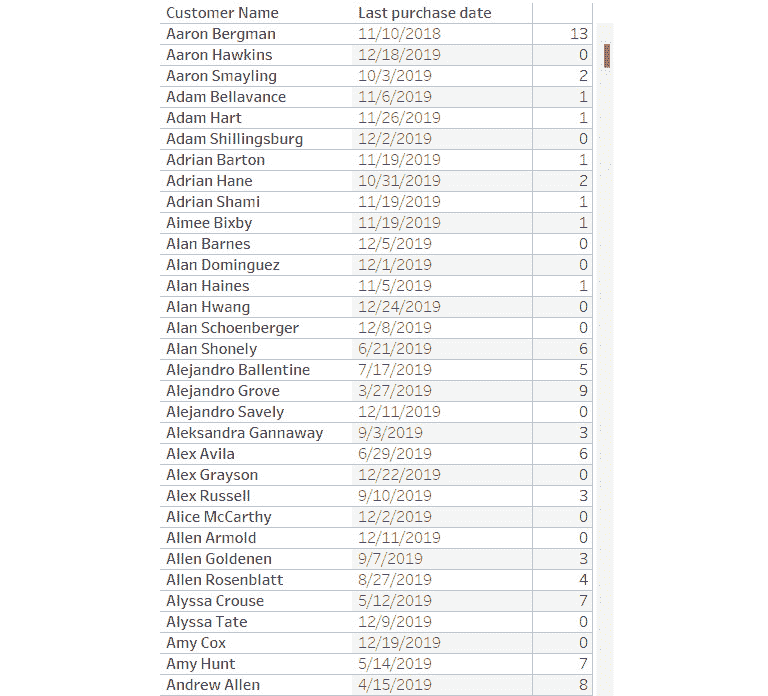 Customer Name Last purchase date
Aaron Bergman 11/10/2018 13
Aaron Hawkins 12/18/2019 0
Aaron Smayling 10/3/2019 2
Adam Bellavance 11/6/2019 1
Adam Hart 11/26/2019 1
Adam Shillingsburg 12/2/2019 0
Adrian Barton 11/19/2019 1
Adrian Hane 10/31/2019 2
Adrian Shami 11/19/2019 1
Aimee Bixby 11/19/2019 1
Alan Barnes 12/5/2019 0
Alan Dominguez 12/1/2019 0
Alan Haines 11/5/2019 1
Alan Hwang 12/24/2019 0
Alan Schoenberger 12/8/2019 0
Alan Shonely 6/21/2019 6
Alejandro Ballentine 7/17/2019 5
Alejandro Grove 3/27/2019 9
Alejandro Savely 12/11/2019 0
Aleksandra Gannaway 9/3/2019 3
Alex Avila 6/29/2019 6
Alex Grayson 12/22/2019 0
Alex Russell 9/10/2019 3
Alice McCarthy 12/2/2019 0
Allen Armold 12/11/2019 0
Allen Goldenen 9/7/2019 3
Allen Rosenblatt 8/27/2019 4
Alyssa Crouse 5/12/2019 7
Alyssa Tate 12/9/2019 0
Amy Cox 12/19/2019 0
Amy Hunt 5/14/2019 7
Andrew Allen 4/15/2019 8